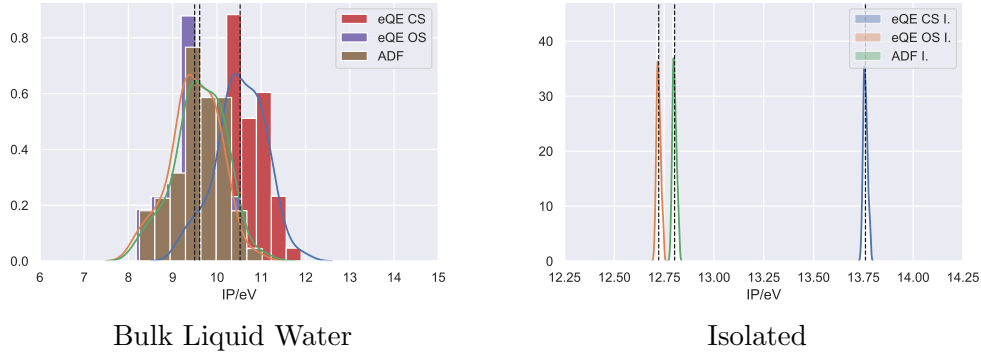 eQE CS
eQE OS
ADF
0.8
0.6
0.4
0.2
0.0
6 7 8 9 10 11 12 13 14 15
IP/eV
Bulk Liquid Water
eQE CS I.
eQE OS I.
ADF I.
40
30
20
10
0
12.25 12.50 12.75 13.00 13.25 13.50 13.75 14.00 14.25
IP/eV
Isolated